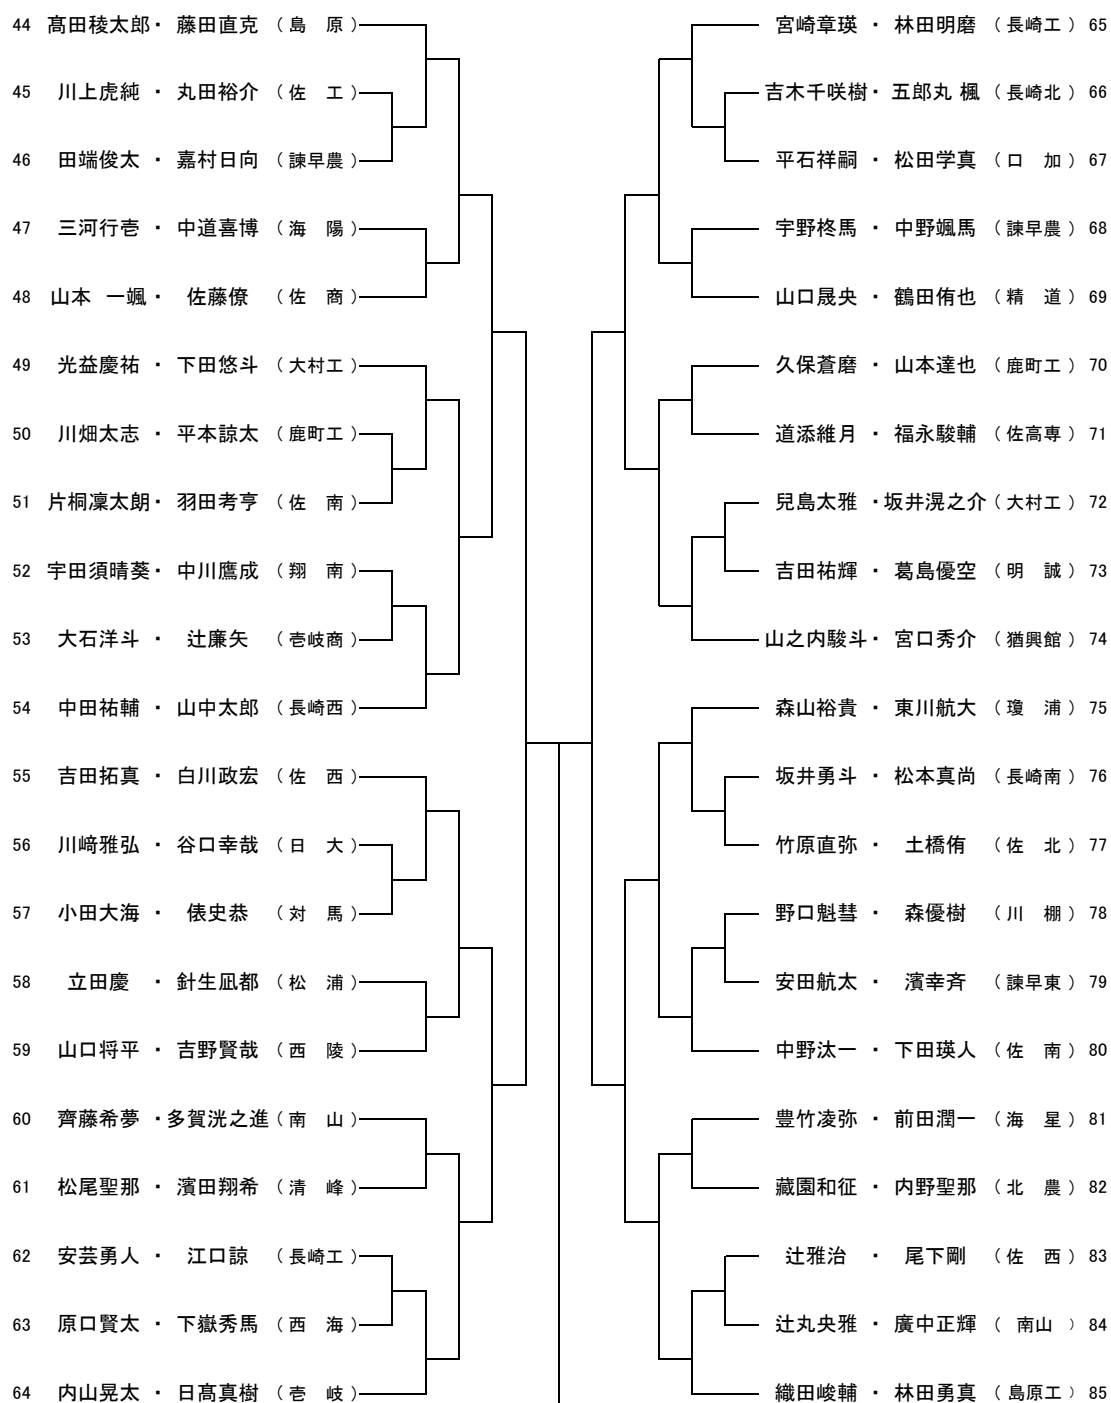 44 髙田稜太郎・ 藤田直克 （ 島　原 ）
45 川上虎純 ・ 丸田裕介 （ 佐　工 ）
46 田端俊太 ・ 嘉村日向 （ 諫早農 ）
47 三河行壱 ・ 中道喜博 （ 海　陽 ）
48 山本 一颯・ 佐藤僚 （ 佐　商 ）
49 光益慶祐 ・ 下田悠斗 （ 大村工 ）
50 川畑太志 ・ 平本諒太 （ 鹿町工 ）
51 片桐凜太朗・ 羽田考亨 （ 佐　南 ）
52 宇田須晴葵・ 中川鷹成 （ 翔　南 ）
53 大石洋斗 ・ 辻廉矢 （ 壱岐商 ）
54 中田祐輔 ・ 山中太郎 （ 長崎西 ）
55 吉田拓真 ・ 白川政宏 （ 佐　西 ）
56 川﨑雅弘 ・ 谷口幸哉 （ 日　大 ）
57 小田大海 ・ 俵史恭 （ 対　馬 ）
58 立田慶 ・ 針生凪都 （ 松　浦 ）
59 山口将平 ・ 吉野賢哉 （ 西　陵 ）
60 齊藤希夢 ・多賀洸之進 （ 南　山 ）
61 松尾聖那 ・ 濱田翔希 （ 清　峰 ）
62 安芸勇人 ・ 江口諒 （ 長崎工 ）
63 原口賢太 ・ 下嶽秀馬 （ 西　海 ）
64 内山晃太 ・ 日髙真樹 （ 壱　岐 ）
宮崎章瑛 ・ 林田明磨 （ 長崎工 ） 65
吉木千咲樹・ 五郎丸 楓 （ 長崎北 ） 66
平石祥嗣 ・ 松田学真 （ 口　加 ） 67
宇野柊馬 ・ 中野颯馬 （ 諫早農 ） 68
山口晟央 ・ 鶴田侑也 （ 精　道 ） 69
久保蒼磨 ・ 山本達也 （ 鹿町工 ） 70
道添維月 ・ 福永駿輔 （ 佐高専 ） 71
兒島太雅 ・坂井滉之介 （ 大村工 ） 72
吉田祐輝 ・ 葛島優空 （ 明　誠 ） 73
山之内駿斗・ 宮口秀介 （ 猶興館 ） 74
森山裕貴 ・ 東川航大 （ 瓊　浦 ） 75
坂井勇斗 ・ 松本真尚 （ 長崎南 ） 76
竹原直弥 ・ 土橋侑 （ 佐　北 ） 77
野口魁彗 ・ 森優樹 （ 川　棚 ） 78
安田航太 ・ 濱幸斉 （ 諫早東 ） 79
中野汰一 ・ 下田瑛人 （ 佐　南 ） 80
豊竹凌弥 ・ 前田潤一 （ 海　星 ） 81
藏園和征 ・ 内野聖那 （ 北　農 ） 82
辻雅治 ・ 尾下剛 （ 佐　西 ） 83
辻丸央雅 ・ 廣中正輝 （ 南山 ） 84
織田峻輔 ・ 林田勇真 （ 島原工 ） 85